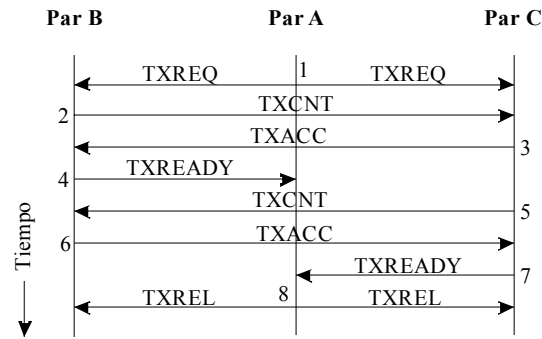 Par B Par A Par C
TXREQ 1 TXREQ
2 TXCNT
TXACC 3
4 TXREADY
TXCNT 5
6 TXACC
TXREADY 7
TXREL 8 TXREL
Tiempo